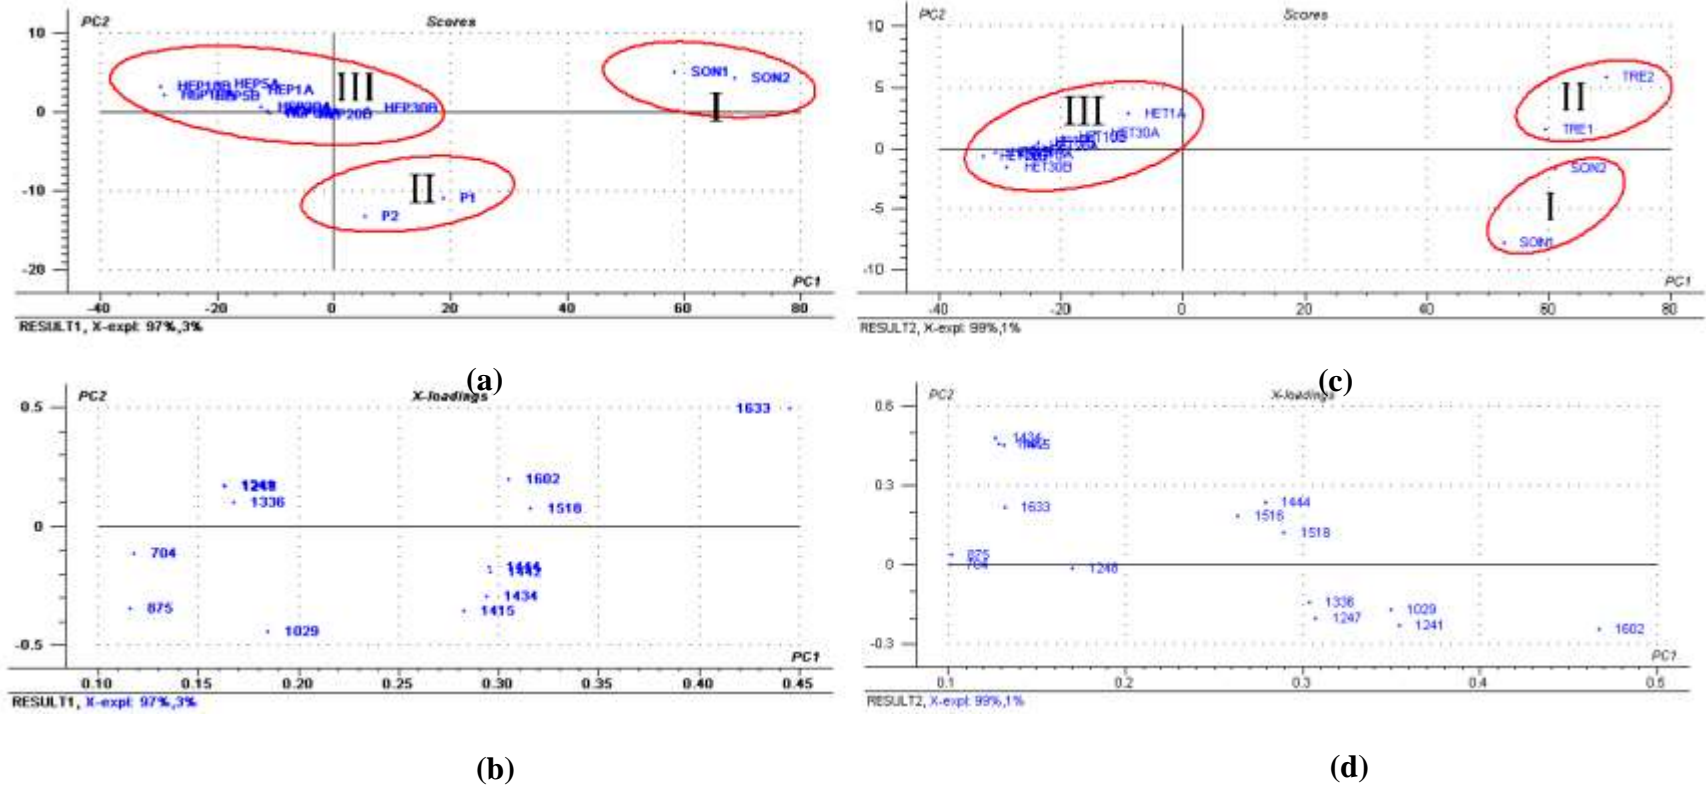 PC2
Scores
10
0
-10
-20
HEP5A
HEP1A
HEP30B
III
SON1
SON2
I
II
P1
P2
PC1
-40 -20 0 20 40 60 80
RESULT1, X-expl: 97%,3%
(a)
PC2
Scores
10
5
0
-5
-10
III
HET1A
HET30A
HET30B
II
TRE2
TRE1
SON2
I
SON1
PC1
-40 -20 0 20 40 60 80
RESULT2, X-expl: 99%,1%
(c)
PC2
X-loadings
0.5
0
-0.5
1633
1602
1518
1336
704
875
1029
1442
1434
1415
PC1
0.10 0.15 0.20 0.25 0.30 0.35 0.40 0.45
RESULT1, X-expl: 97%,3%
(b)
PC2
X-loadings
0.6
0.3
0
-0.3
1434
1633
1444
1516
1518
875
704
1248
1336
1247
1029
1241
1602
PC1
0.1 0.2 0.3 0.4 0.5
RESULT2, X-expl: 99%,1%
(d)